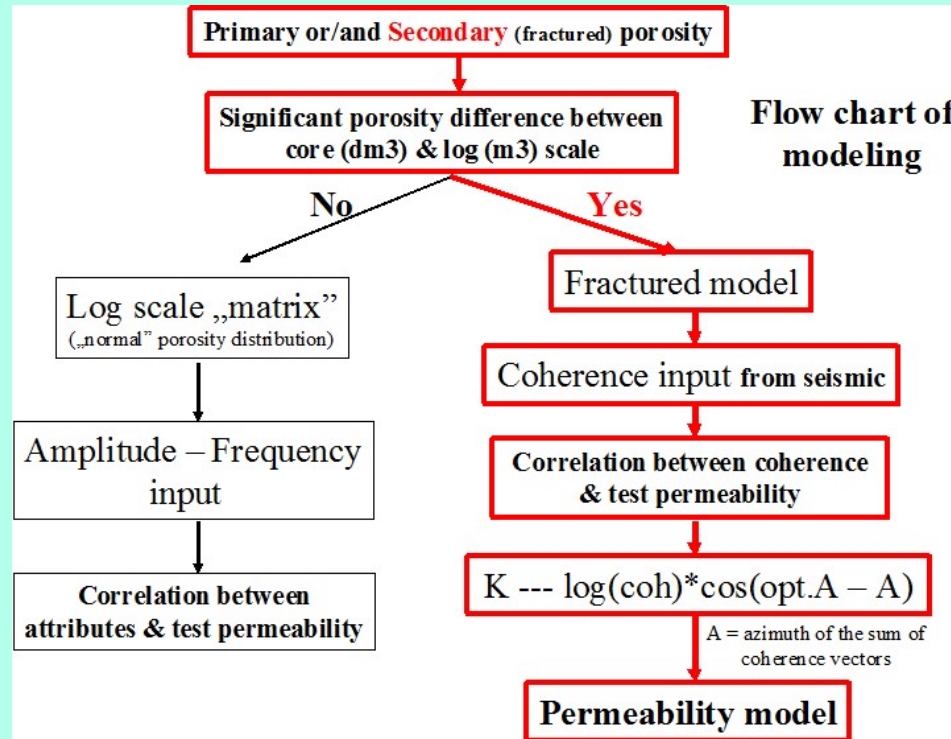 Primary or/and Secondary (fractured) porosity
Significant porosity difference between
core (dm3) & log (m3) scale
Flow chart of
modeling
No
Yes
Log scale „matrix”
(„normal” porosity distribution)
Amplitude – Frequency
input
Correlation between
attributes & test permeability
Fractured model
Coherence input from seismic
Correlation between coherence
& test permeability
K --- log(coh)*cos(opt.A – A)
A = azimuth of the sum of
coherence vectors
Permeability model